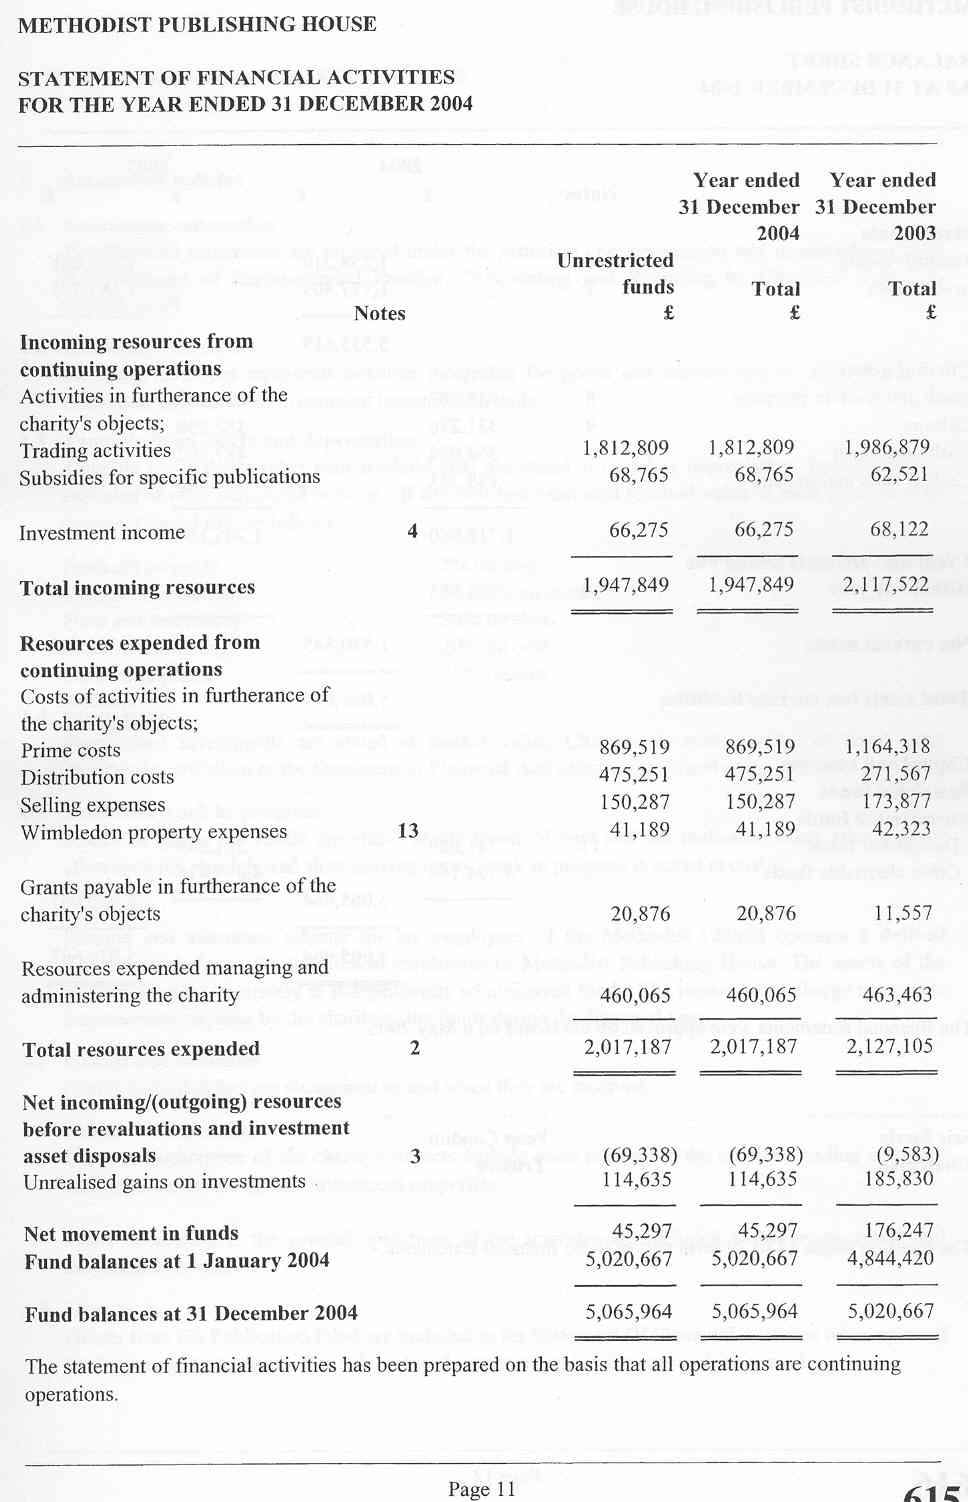 METHODIST PUBLISHING HOUSE
STATEMENT OF FINANCIAL ACTIVITIES
FOR THE YEAR ENDED 31 DECEMBER 2004
Year ended Year ended
31 December 31 December
2004 2003
Unrestricted
funds Total Total
Notes £ £ £
Incoming resources from
continuing operations
Activities in furtherance of the
charity's objects;
Trading activities 1,812,809 1,812,809 1,986,879
Subsidies for specific publications 68,765 68,765 62,521
Investment income 4 66,275 66,275 68,122
Total incoming resources 1,947,849 1,947,849 2,117,522
Resources expended from
continuing operations
Costs of activities in furtherance of
the charity's objects;
Prime costs 869,519 869,519 1,164,318
Distribution costs 475,251 475,251 271,567
Selling expenses 150,287 150,287 173,877
Wimbledon property expenses 13 41,189 41,189 42,323
Grants payable in furtherance of the
charity's objects 20,876 20,876 11,557
Resources expended managing and
administering the charity 460,065 460,065 463,463
Total resources expended 2 2,017,187 2,017,187 2,127,105
Net incoming/(outgoing) resources
before revaluations and investment
asset disposals 3 (69,338) (69,338) (9,583)
Unrealised gains on investments 114,635 114,635 185,830
Net movement in funds 45,297 45,297 176,247
Fund balances at 1 January 2004 5,020,667 5,020,667 4,844,420
Fund balances at 31 December 2004 5,065,964 5,065,964 5,020,667
The statement of financial activities has been prepared on the basis that all operations are continuing
operations.
Page 11
615